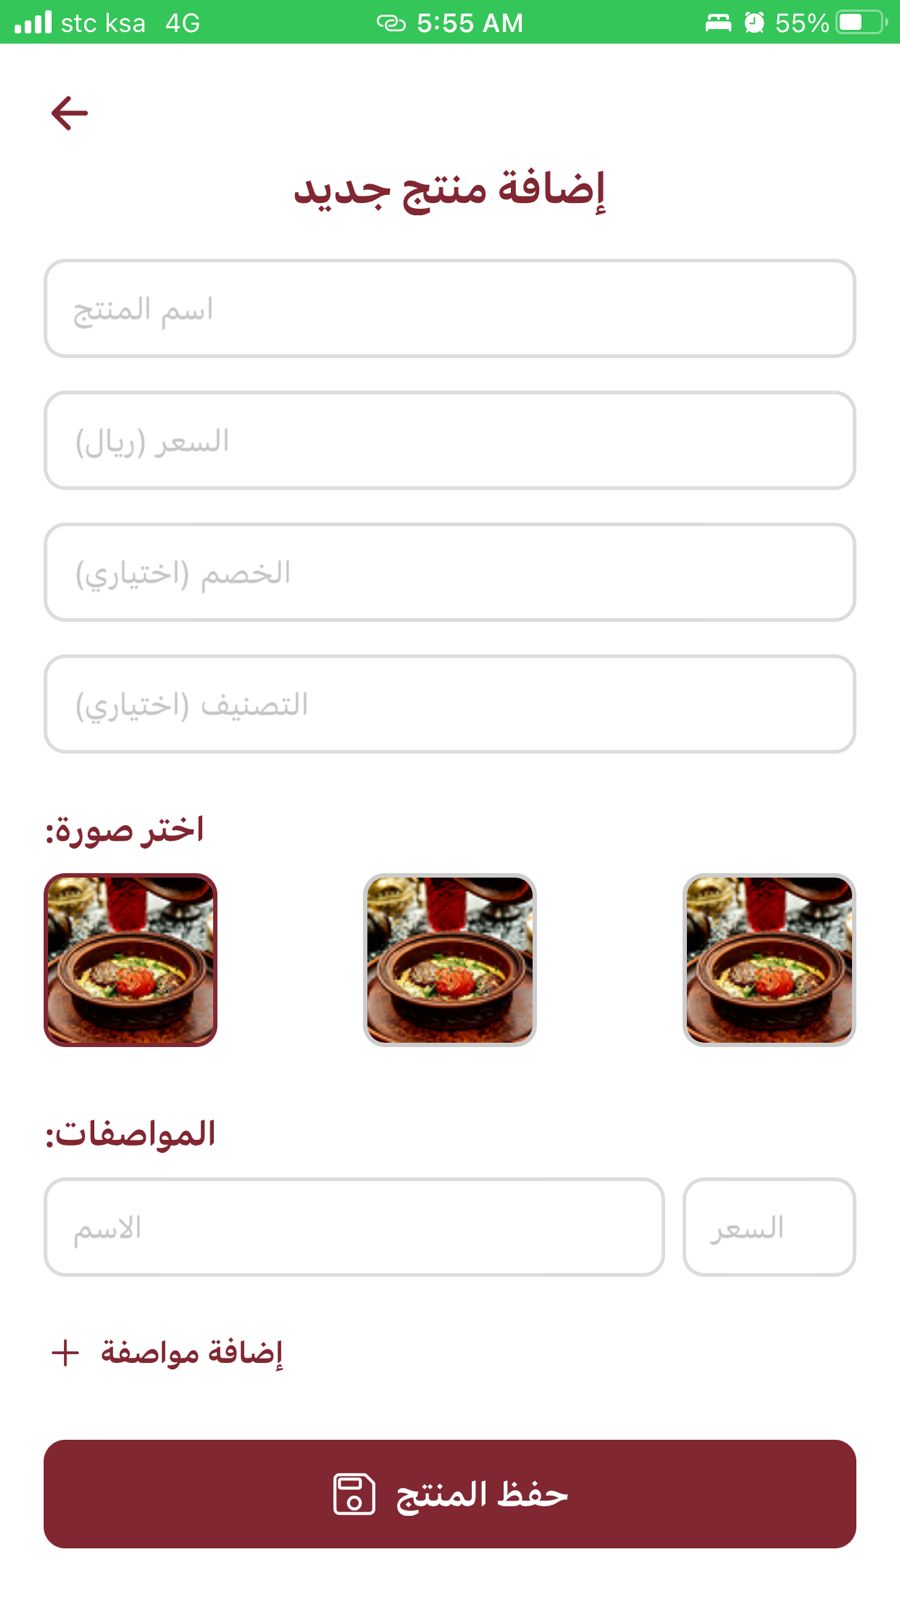 stc ksa 4G 5:55 AM 55%
إضافة منتج جديد
اسم المنتج
السعر (ريال)
الخصم (اختياري)
التصنيف (اختياري)
اختر صورة:
المواصفات:
الاسم السعر
إضافة مواصفة +
حفظ المنتج